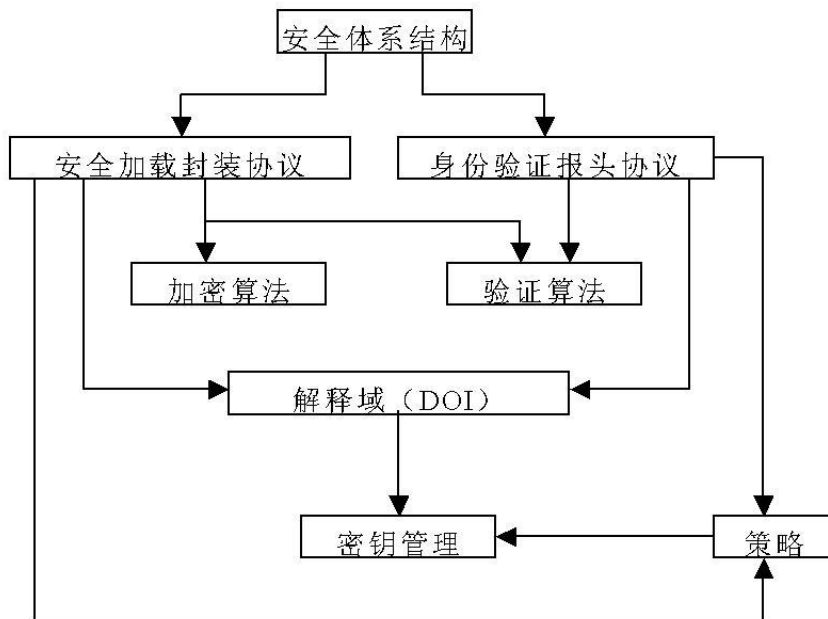 安全体系结构
安全加载封装协议
身份验证报头协议
加密算法
验证算法
解释域（DOI）
密钥管理
策略